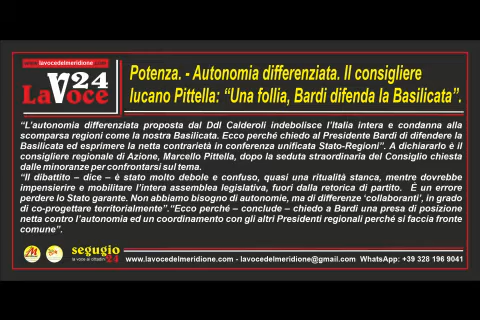 www.lavocedelmeridione.com
V24
LaVoce
Potenza. - Autonomia differenziata. Il consigliere
lucano Pittella: “Una follia, Bardi difenda la Basilicata”.
“L’autonomia differenziata proposta dal Ddl Calderoli indebolisce l’Italia intera e condanna alla
scomparsa regioni come la nostra Basilicata. Ecco perché chiedo al Presidente Bardi di difendere la
Basilicata ed esprimere la netta contrarietà in conferenza unificata Stato-Regioni”. A dichiararlo è il
consigliere regionale di Azione, Marcello Pittella, dopo la seduta straordinaria del Consiglio chiesta
dalle minoranze per confrontarsi sul tema.
“Il dibattito – dice – è stato molto debole e confuso, quasi una ritualità stanca, mentre dovrebbe
impensierire e mobilitare l’intera assemblea legislativa, fuori dalla retorica di partito. È un errore
perdere lo Stato garante. Non abbiamo bisogno di autonomie, ma di differenze ‘collaboranti’, in grado
di co-progettare territorialmente”.“Ecco perché – conclude – chiedo a Bardi una presa di posizione
netta contro l’autonomia ed un coordinamento con gli altri Presidenti regionali perché si faccia fronte
comune”.
segugio
la voce ai cittadini 24
www.lavocedelmeridione.com - lavocedelmeridione@gmail.com WhatsApp: +39 328 196 9041